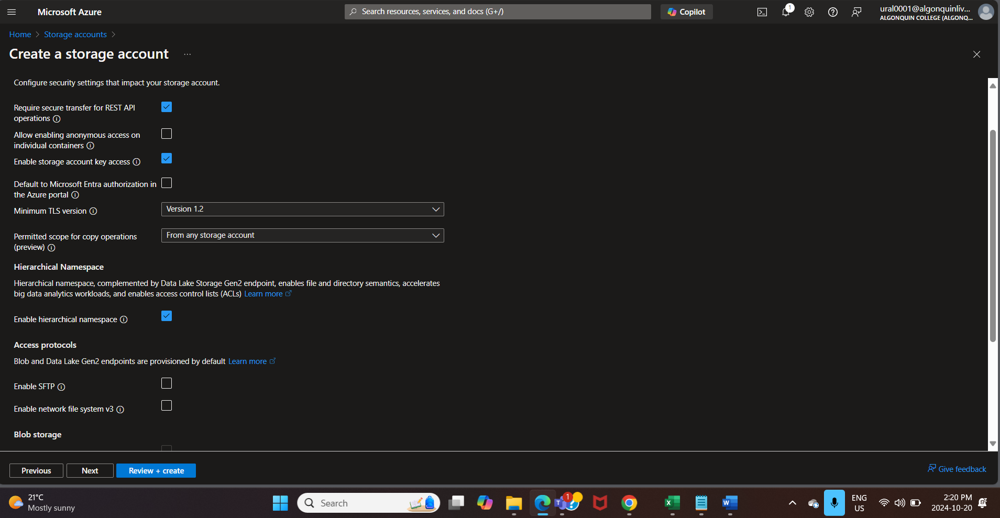 Microsoft Azure
Search resources, services, and docs (G+/)
Copilot
1
ural0001@algonquinliv...
ALGONQUIN COLLEGE (ALGONQ...
Home > Storage accounts >
Create a storage account ...
Configure security settings that impact your storage account.
Require secure transfer for REST API
operations
Allow enabling anonymous access on
individual containers
Enable storage account key access
Default to Microsoft Entra authorization in
the Azure portal
Minimum TLS version
Version 1.2
Permitted scope for copy operations
(preview)
From any storage account
Hierarchical Namespace
Hierarchical namespace, complemented by Data Lake Storage Gen2 endpoint, enables file and directory semantics, accelerates
big data analytics workloads, and enables access control lists (ACLs) Learn more
Enable hierarchical namespace
Access protocols
Blob and Data Lake Gen2 endpoints are provisioned by default Learn more
Enable SFTP
Enable network file system v3
Blob storage
Previous
Next
Review + create
Give feedback
21°C
Mostly sunny
Search
1
ENG
US
2:20 PM
2024-10-20